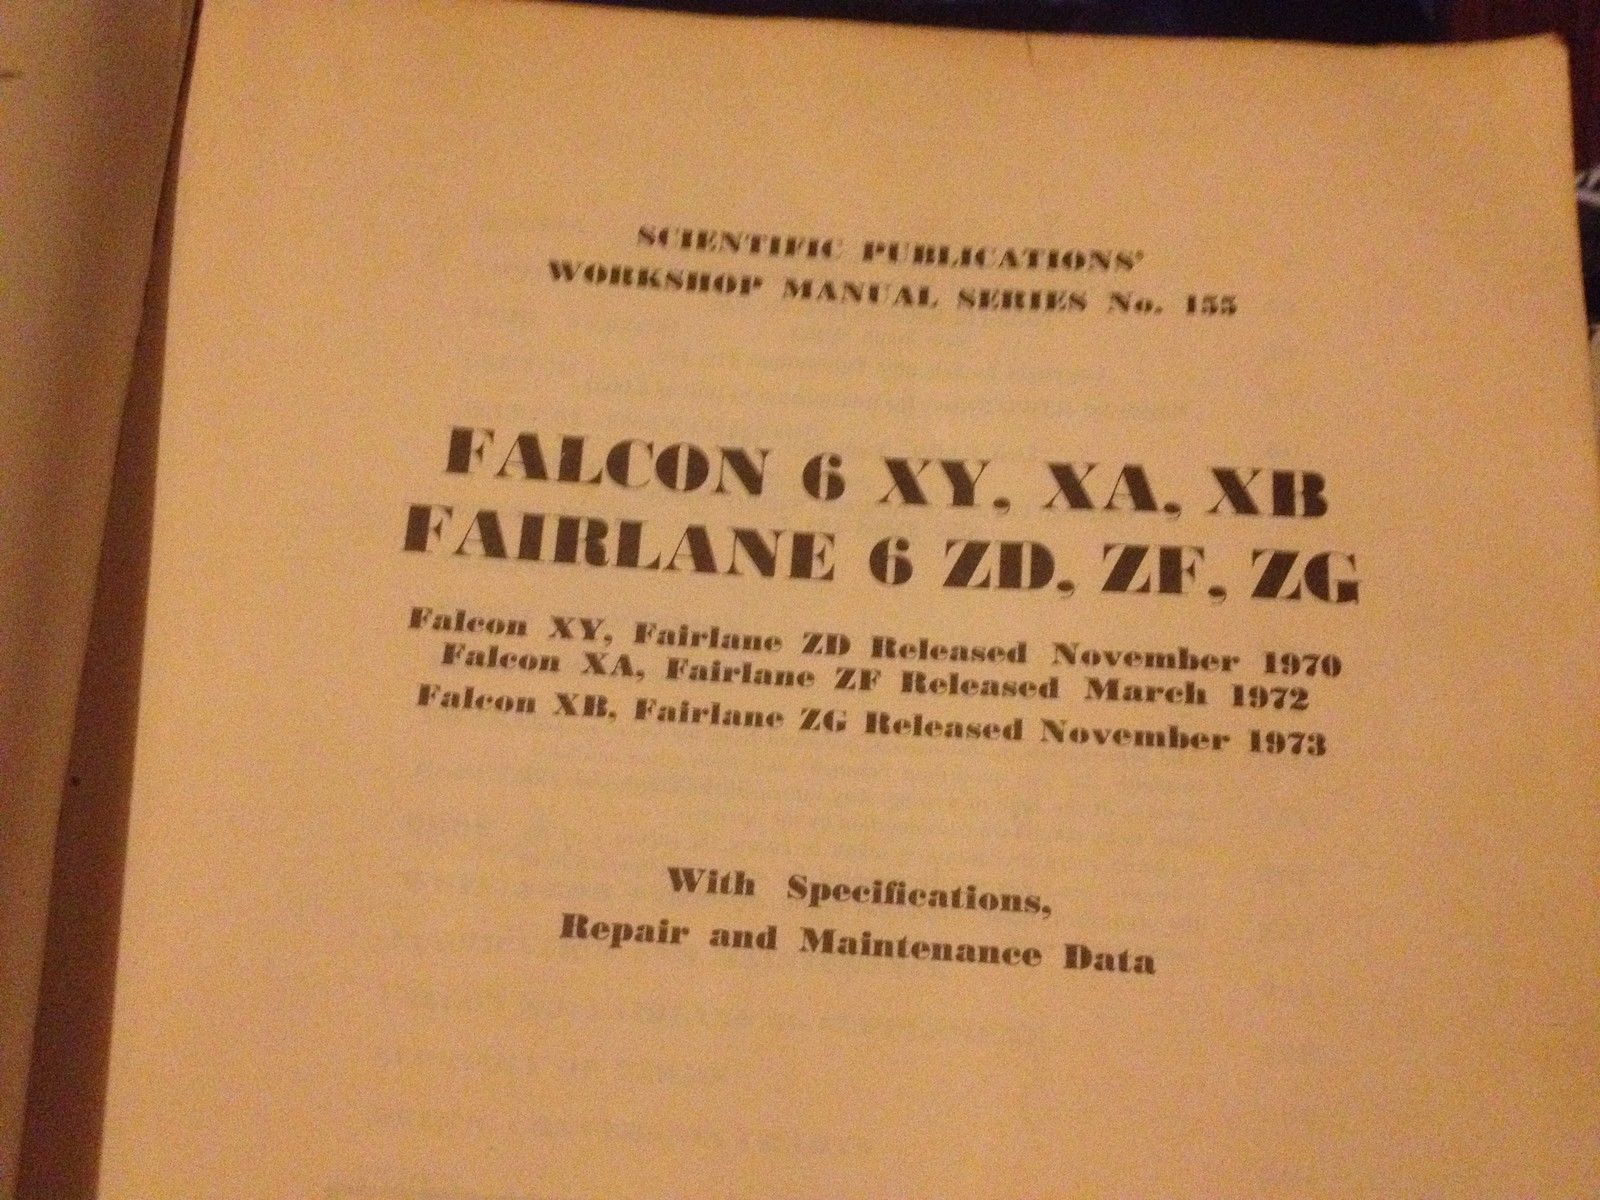 SCIENTIFIC PUBLICATIONS'
WORKSHOP MANUAL SERIES No. 155
FALCON 6 XY, XA, XB
FAIRLANE 6 ZD, ZF, ZG
Falcon XY, Fairlane ZD Released November 1970
Falcon XA, Fairlane ZF Released March 1972
Falcon XB, Fairlane ZG Released November 1973
With Specifications,
Repair and Maintenance Data